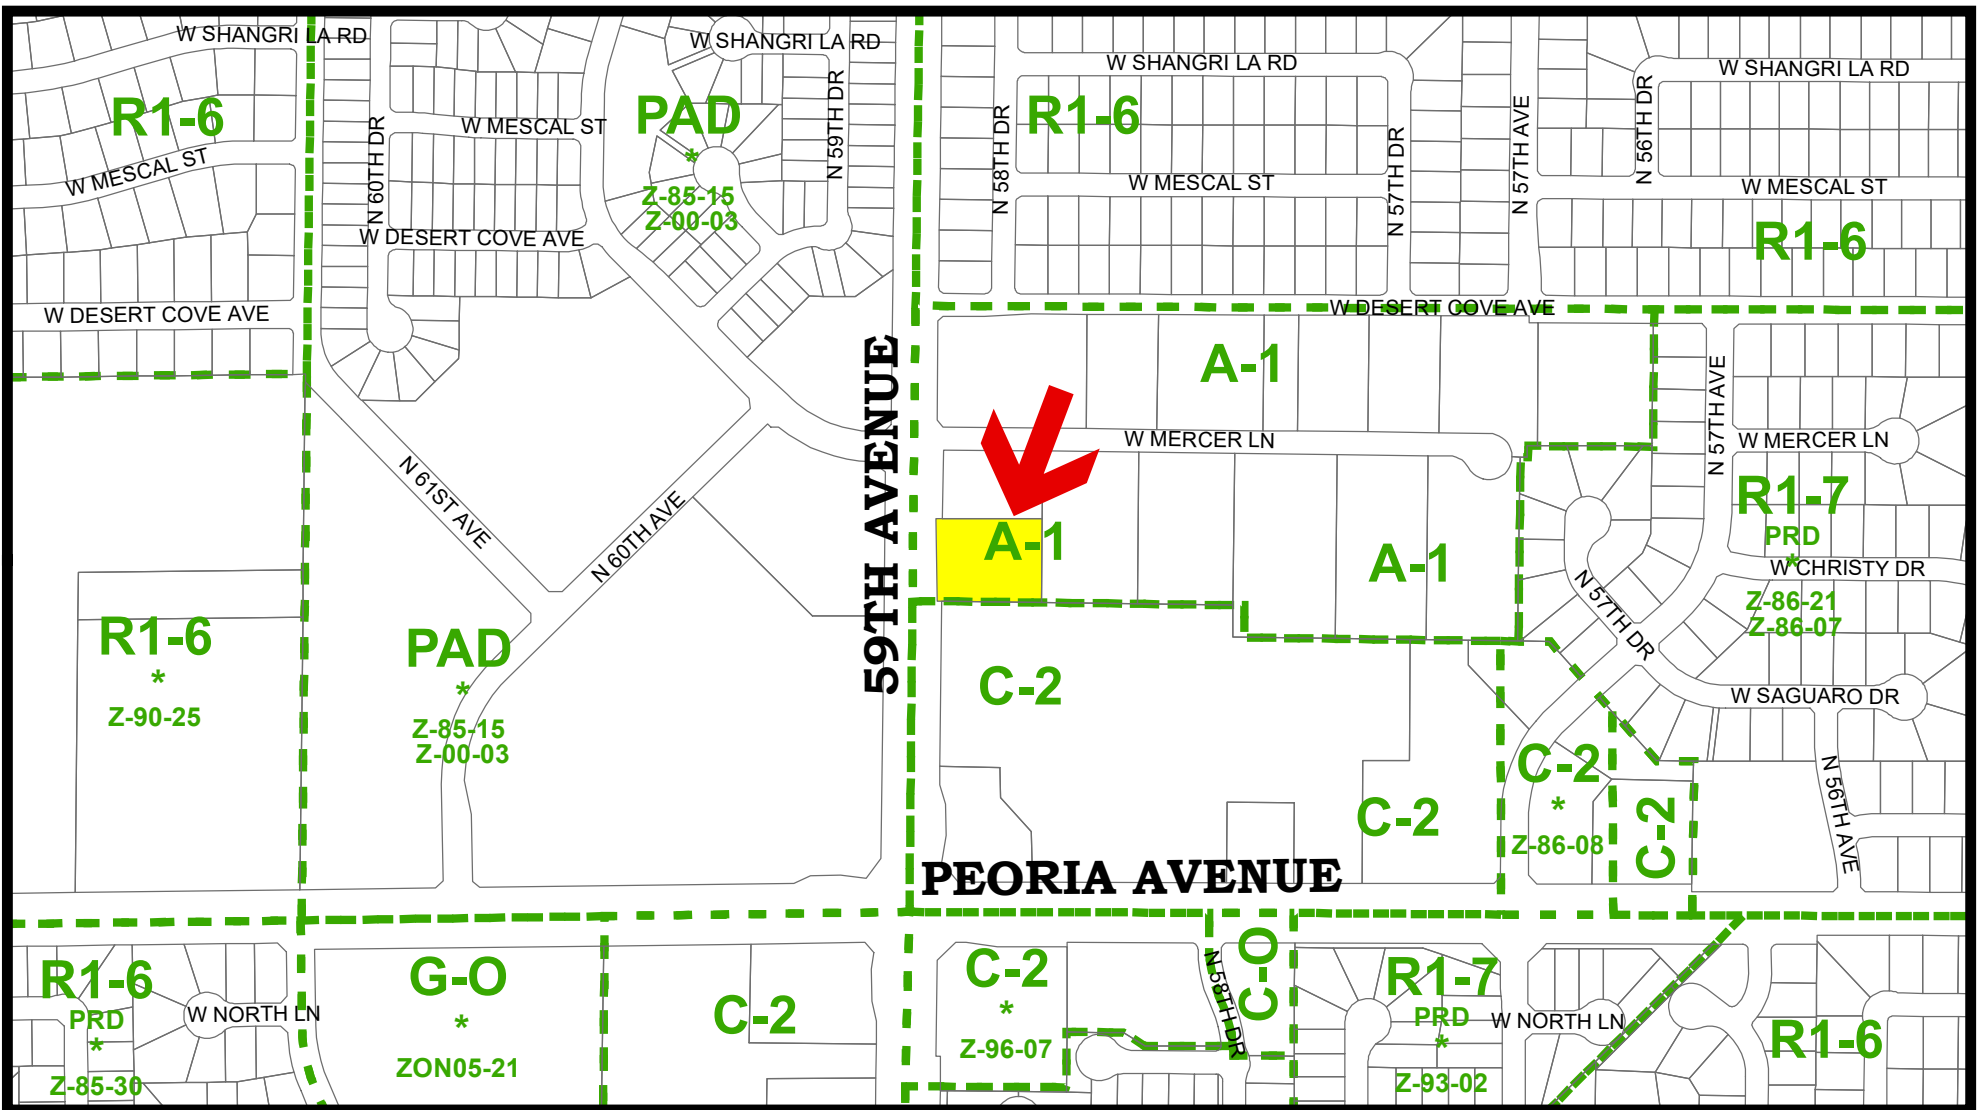 W SHANGRI LA RD
W SHANGRI LA RD
W SHANGRI LA RD
W SHANGRI LA RD
R1-6
W MESCAL ST
N 60TH DR
W MESCAL ST
PAD
*
Z-85-15
Z-00-03
N 59TH DR
W DESERT COVE AVE
W DESERT COVE AVE
N 58TH DR
R1-6
W MESCAL ST
N 57TH DR
N 57TH AVE
N 56TH DR
W MESCAL ST
R1-6
W DESERT COVE AVE
A-1
59TH AVENUE
W MERCER LN
N 57TH AVE
W MERCER LN
N 61ST AVE
N 60TH AVE
A-1
A-1
R1-7
PRD
*
W CHRISTY DR
Z-86-21
Z-86-07
N 57TH DR
R1-6
*
Z-90-25
PAD
*
Z-85-15
Z-00-03
C-2
W SAGUARO DR
C-2
C-2
*
Z-86-08
C-2
N 56TH AVE
PEORIA AVENUE
R1-6
PRD
*
Z-85-30
W NORTH LN
G-O
*
ZON05-21
C-2
C-2
*
Z-96-07
N 58TH DR
C-O
R1-7
PRD
*
Z-93-02
W NORTH LN
R1-6